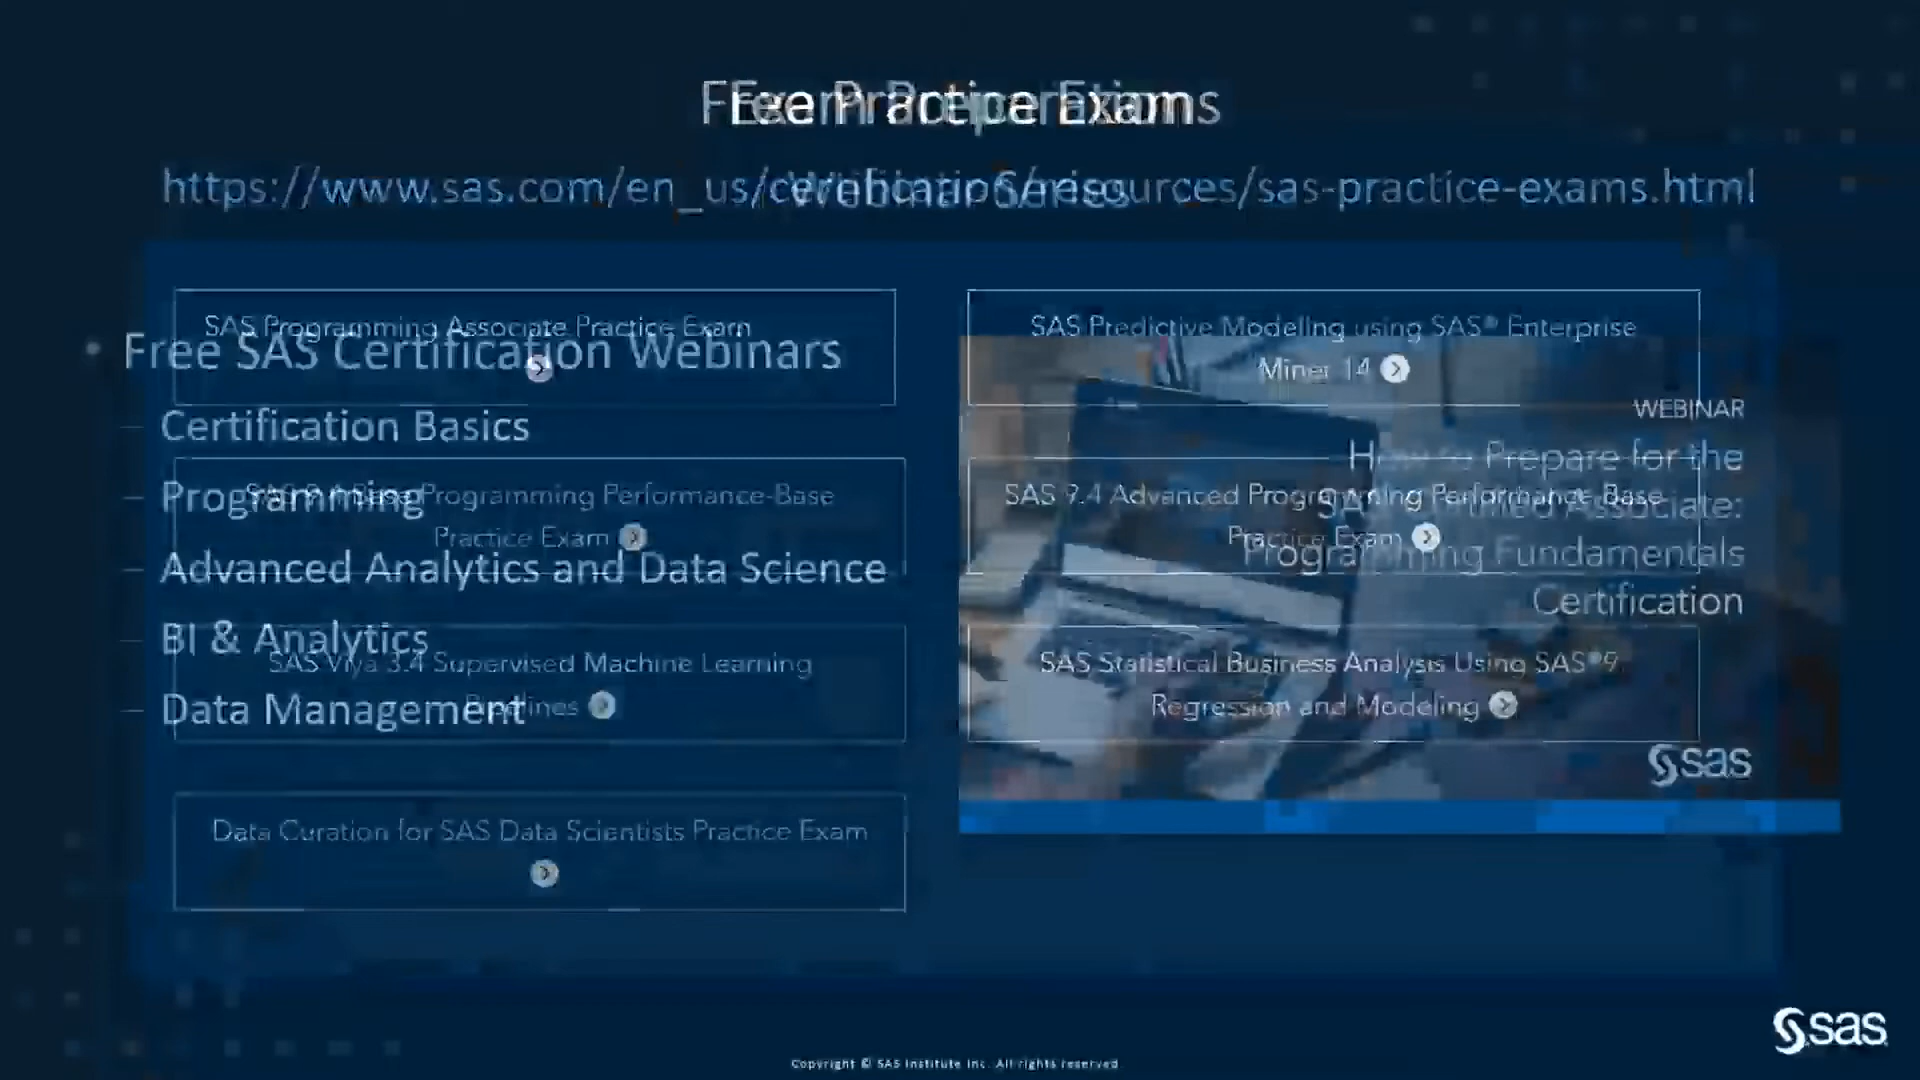 Free Practice Exams
Exam Preparation
https://www.sas.com/en_us/certification/resources/sas-practice-exams.html
Webinar Series
SAS Programming Associate Practice Exam
SAS Predictive Modeling using SAS® Enterprise
Miner 14
SAS 9.4 Base Programming Performance-Base
Practice Exam
SAS 9.4 Advanced Programming Performance-Base
Practice Exam
SAS Viya 3.4 Supervised Machine Learning
Pipelines
SAS Statistical Business Analysis Using SAS®9
Regression and Modeling
Data Curation for SAS Data Scientists Practice Exam
• Free SAS Certification Webinars
– Certification Basics
– Programming
– Advanced Analytics and Data Science
– BI & Analytics
– Data Management
WEBINAR
How to Prepare for the
SAS Certified Associate:
Programming Fundamentals
Certification
sas
sas
Copyright © SAS Institute Inc. All rights reserved.